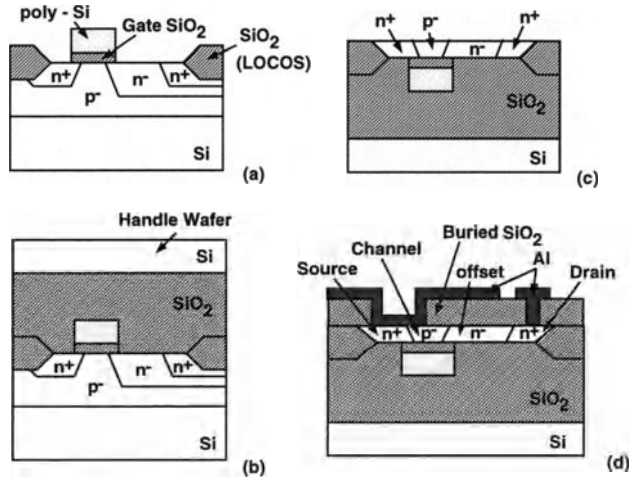 poly - Si
Gate SiO₂
SiO₂
(LOCOS)
n+
n-
n+
p-
Si
(a)
n+
p-
n-
n+
SiO₂
Si
(c)
Handle Wafer
Si
SiO₂
n+
n-
n+
p-
Si
(b)
Buried SiO₂
Channel
Al
Source
offset
Drain
n+
p-
n-
n+
SiO₂
Si
(d)